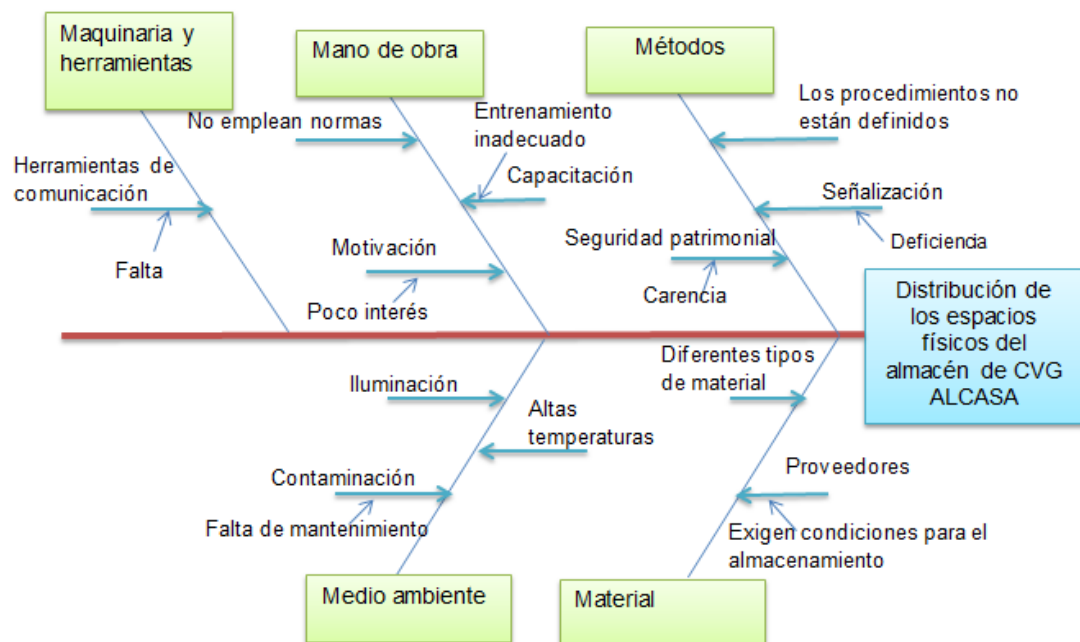 Maquinaria y
herramientas
Mano de obra
Métodos
No emplean normas
Entrenamiento
inadecuado
Los procedimientos no
están definidos
Herramientas de
comunicación
Capacitación
Señalización
Falta
Motivación
Poco interés
Seguridad patrimonial
Carencia
Deficiencia
Distribución de
los espacios
físicos del
almacén de CVG
ALCASA
Iluminación
Altas
temperaturas
Diferentes tipos
de material
Contaminación
Falta de mantenimiento
Proveedores
Exigen condiciones para el
almacenamiento
Medio ambiente
Material